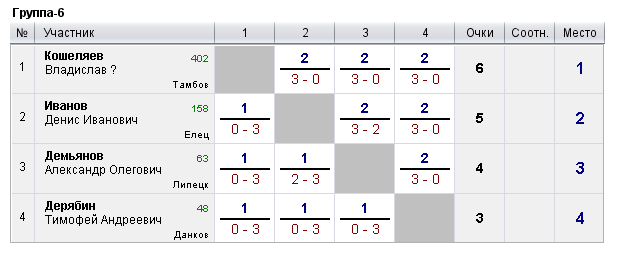 Группа-6
№ Участник 1 2 3 4 Очки Соотн. Место
1 Кошеляев 402 2 2 2 6 1
Владислав ? 3 - 0 3 - 0 3 - 0
Тамбов
2 Иванов 158 1 2 2 5 2
Денис Иванович 0 - 3 3 - 2 3 - 0
Елец
3 Демьянов 63 1 1 2 4 3
Александр Олегович 0 - 3 2 - 3 3 - 0
Липецк
4 Дерябин 48 1 1 1 3 4
Тимофей Андреевич 0 - 3 0 - 3 0 - 3
Данков